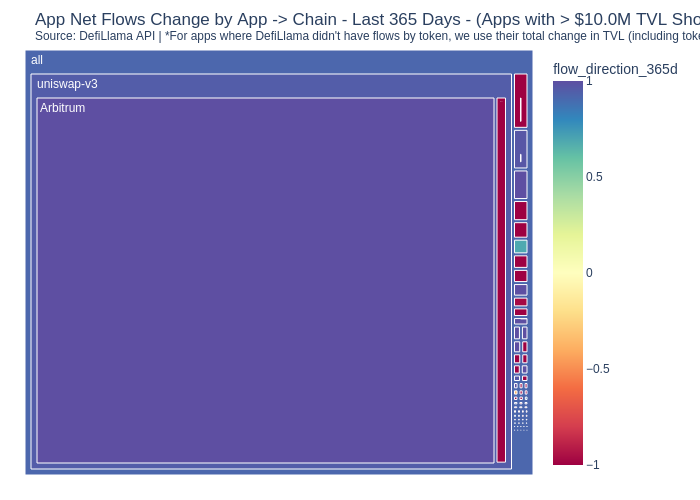 App Net Flows Change by App -> Chain - Last 365 Days - (Apps with > $10.0M TVL Sho
Source: DefiLlama API | *For apps where DefiLlama didn't have flows by token, we use their total change in TVL (including toke
all
uniswap-v3
Arbitrum
flow_direction_365d
1
0.5
0
−0.5
−1